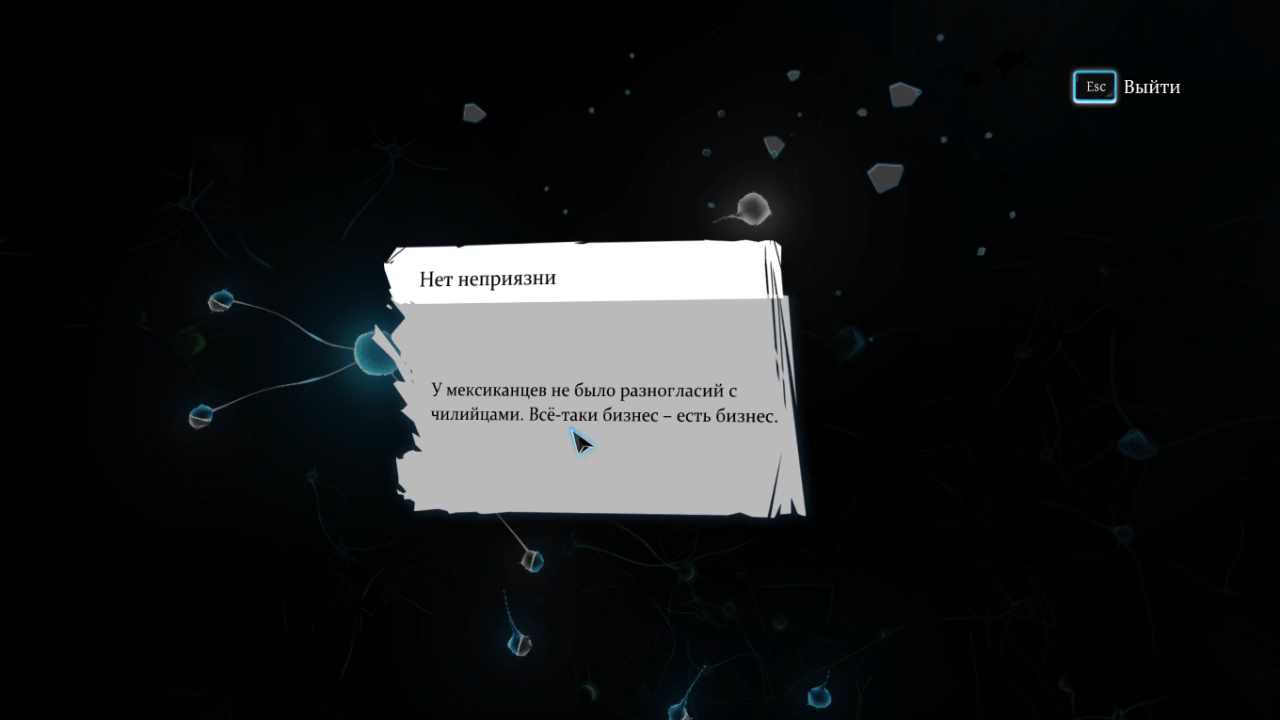 Esc Выйти
Нет неприязни
У мексиканцев не было разногласий с
чилийцами. Всё-таки бизнес – есть бизнес.